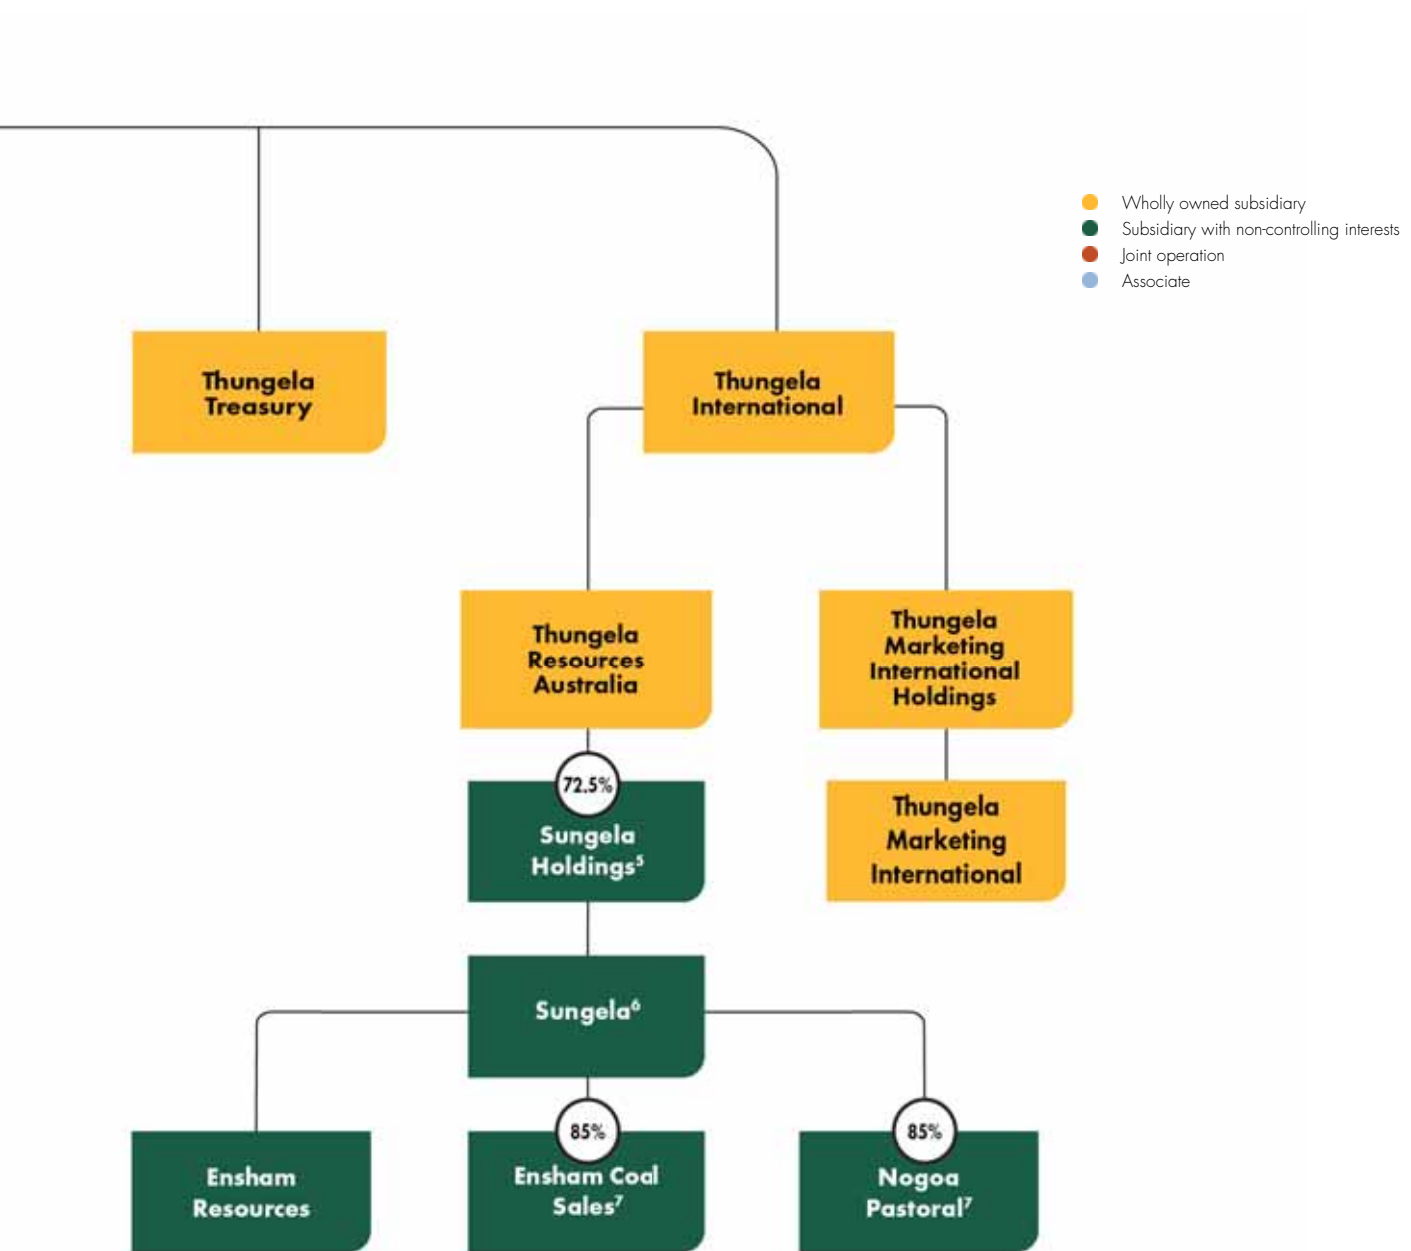 Wholly owned subsidiary
Subsidiary with non-controlling interests
Joint operation
Associate
Thungela
Treasury
Thungela
International
Thungela
Resources
Australia
Thungela
Marketing
International
Holdings
72.5%
Sungela
Holdings⁵
Thungela
Marketing
International
Sungela⁶
Ensham
Resources
85%
Ensham Coal
Sales⁷
85%
Nogoa
Pastoral⁷